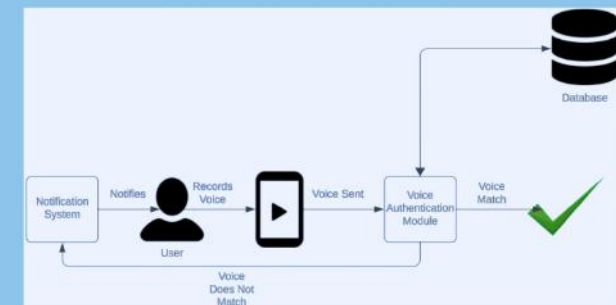 Database
Notification
System
Notifies
User
Records
Voice
Voice Sent
Voice
Authentication
Module
Voice
Match
Voice
Does Not
Match